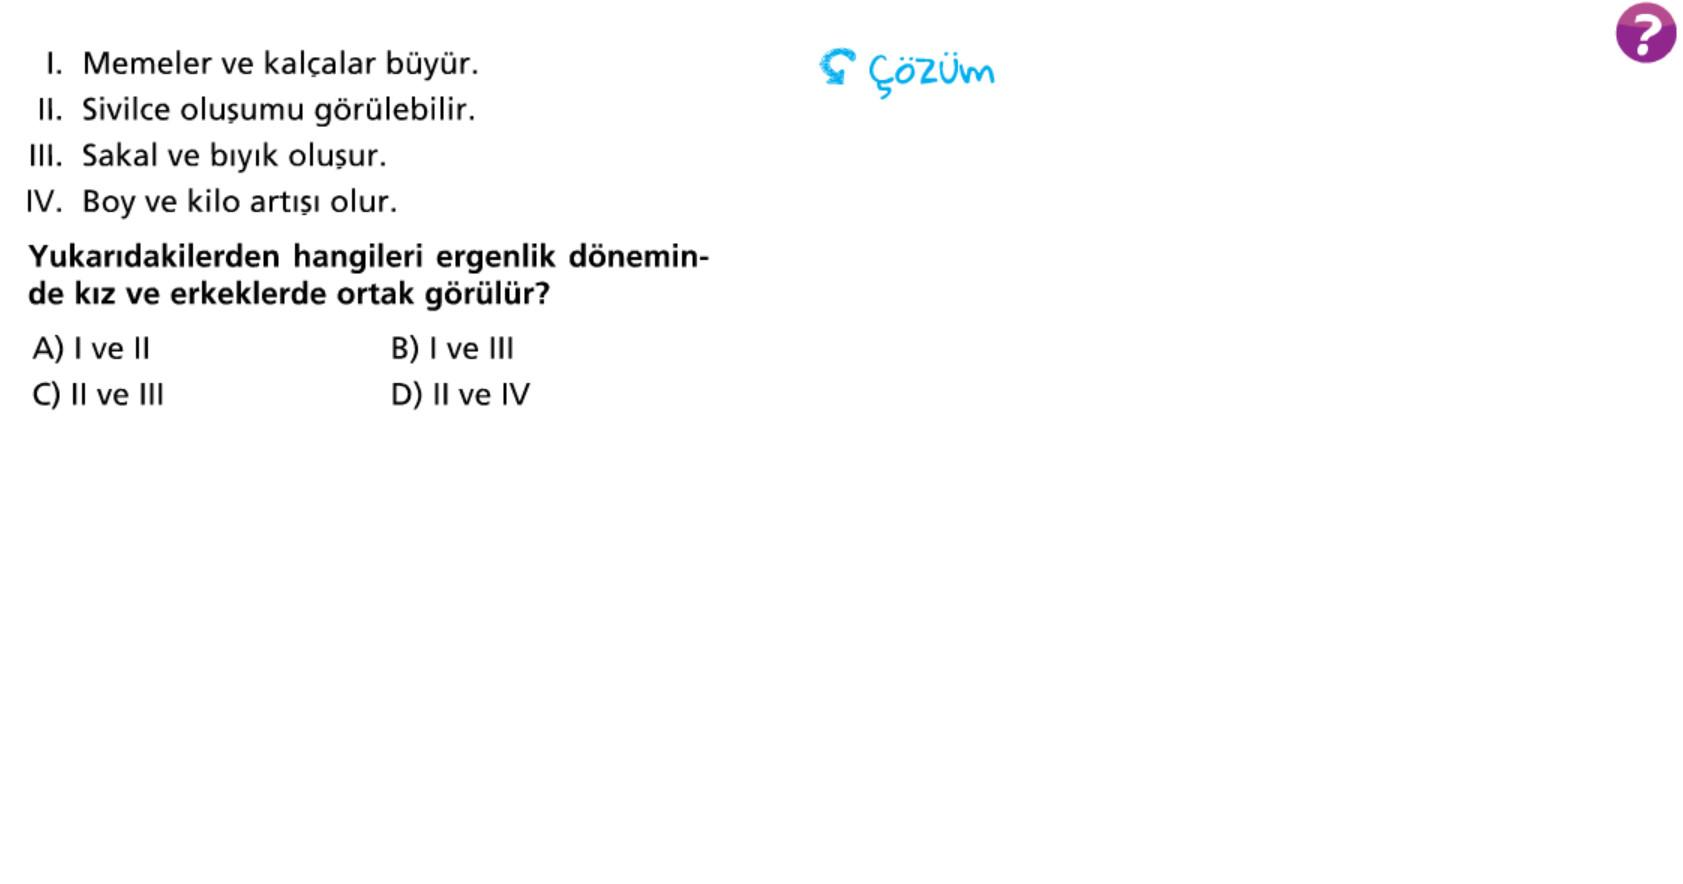 I. Memeler ve kalçalar büyür.
II. Sivilce oluşumu görülebilir.
III. Sakal ve bıyık oluşur.
IV. Boy ve kilo artışı olur.
Yukarıdakilerden hangileri ergenlik dönemin-
de kız ve erkeklerde ortak görülür?
A) I ve II B) I ve III
C) II ve III D) II ve IV
Çözüm
?